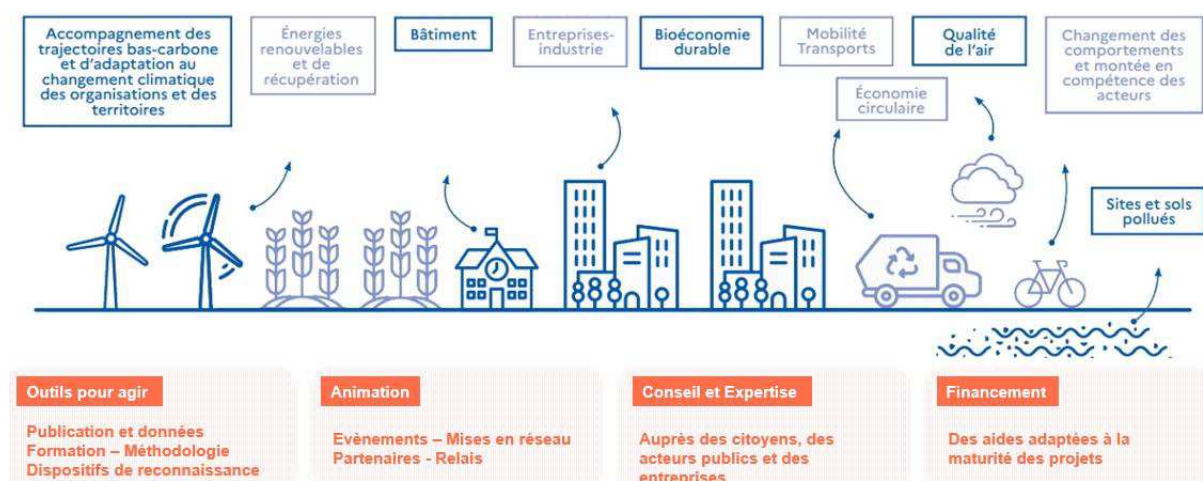 Accompagnement des
trajectoires bas-carbone
et d'adaptation au
changement climatique
des organisations et des
territoires
Énergies
renouvelables
et de
récupération
Bâtiment
Entreprises-
industrie
Bioéconomie
durable
Mobilité
Transports
Économie
circulaire
Qualité
de l'air
Changement des
comportements
et montée en
compétence des
acteurs
Sites et sols
pollués
Outils pour agir
Publication et données
Formation – Méthodologie
Dispositifs de reconnaissance
Animation
Evènements – Mises en réseau
Partenaires - Relais
Conseil et Expertise
Auprès des citoyens, des
acteurs publics et des
entreprises
Financement
Des aides adaptées à la
maturité des projets